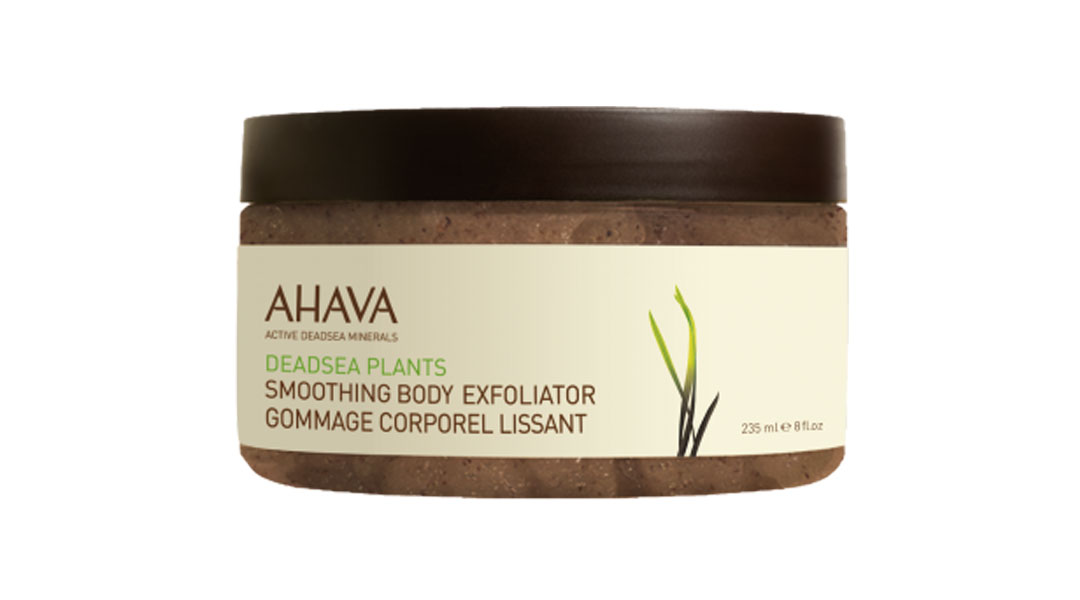 AHAVA
ACTIVE DEADSEA MINERALS
DEADSEA PLANTS
SMOOTHING BODY EXFOLIATOR
GOMMAGE CORPOREL LISSANT
235 ml ℮ 8 fl.oz